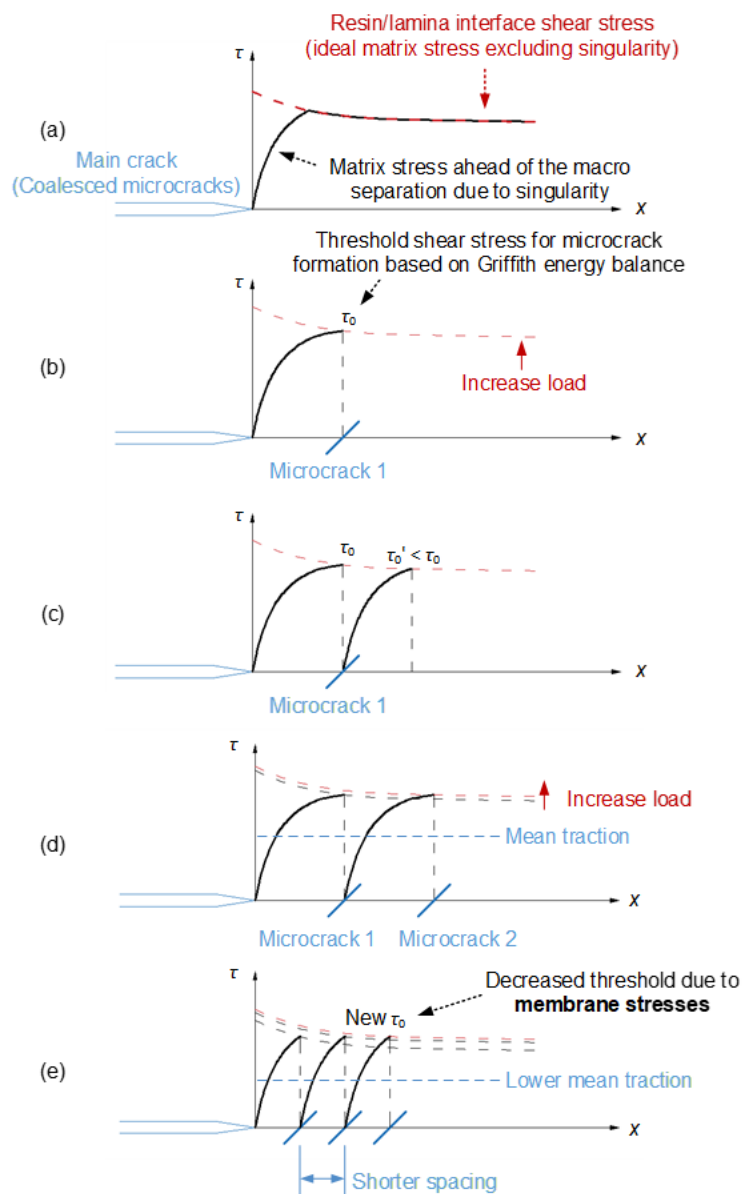 Resin/lamina interface shear stress
(ideal matrix stress excluding singularity)
τ
(a)
Main crack
(Coalesced microcracks)
Matrix stress ahead of the macro
separation due to singularity
x
Threshold shear stress for microcrack
formation based on Griffith energy balance
τ
τ₀
(b)
Increase load
x
Microcrack 1
τ
τ₀
τ₀' < τ₀
(c)
x
Microcrack 1
τ
Increase load
(d)
Mean traction
x
Microcrack 1
Microcrack 2
τ
Decreased threshold due to
membrane stresses
New τ₀
(e)
Lower mean traction
x
Shorter spacing